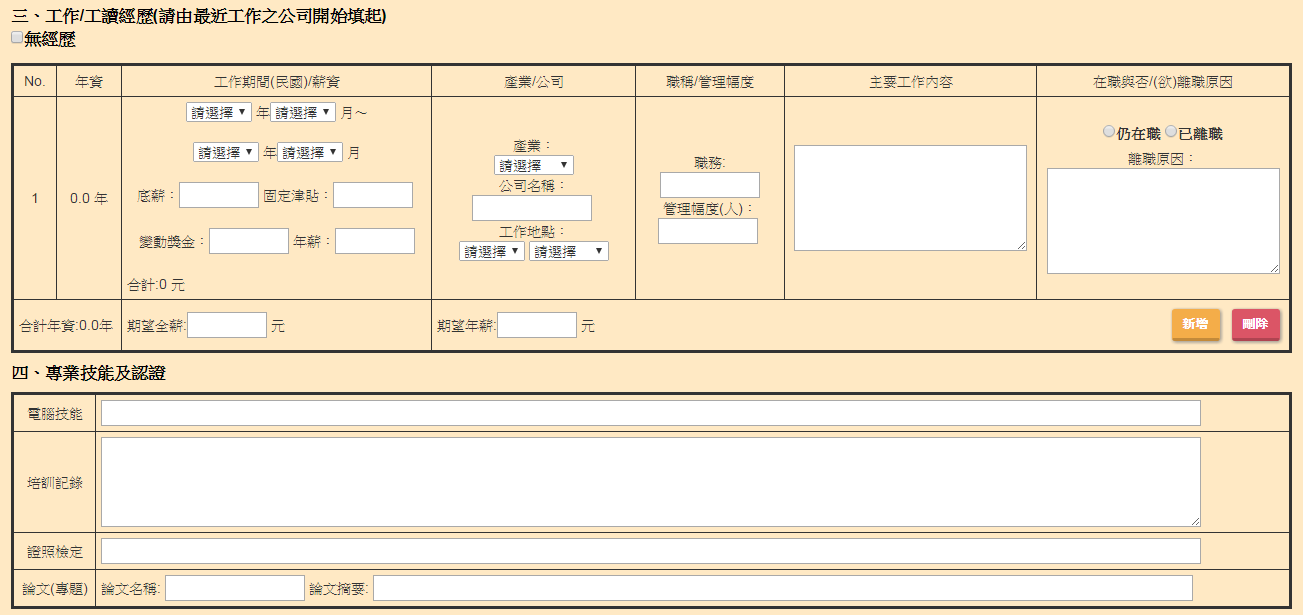 三、工作/工讀經歷(請由最近工作之公司開始填起)
無經歷
No. 年資 工作期間(民國)/薪資 產業/公司 職稱/管理幅度 主要工作內容 在職與否/(欲)離職原因
請選擇 年 請選擇 月～
請選擇 年 請選擇 月
底薪： 固定津貼：
變動獎金： 年薪：
合計:0 元
1 0.0 年
產業：
請選擇
公司名稱：
工作地點：
請選擇 請選擇
職務:
管理幅度(人)：
仍在職 已離職
離職原因：
合計年資:0.0年 期望全薪: 元 期望年薪: 元 新增 刪除
四、專業技能及認證
電腦技能
培訓記錄
證照檢定
論文(專題) 論文名稱: 論文摘要: